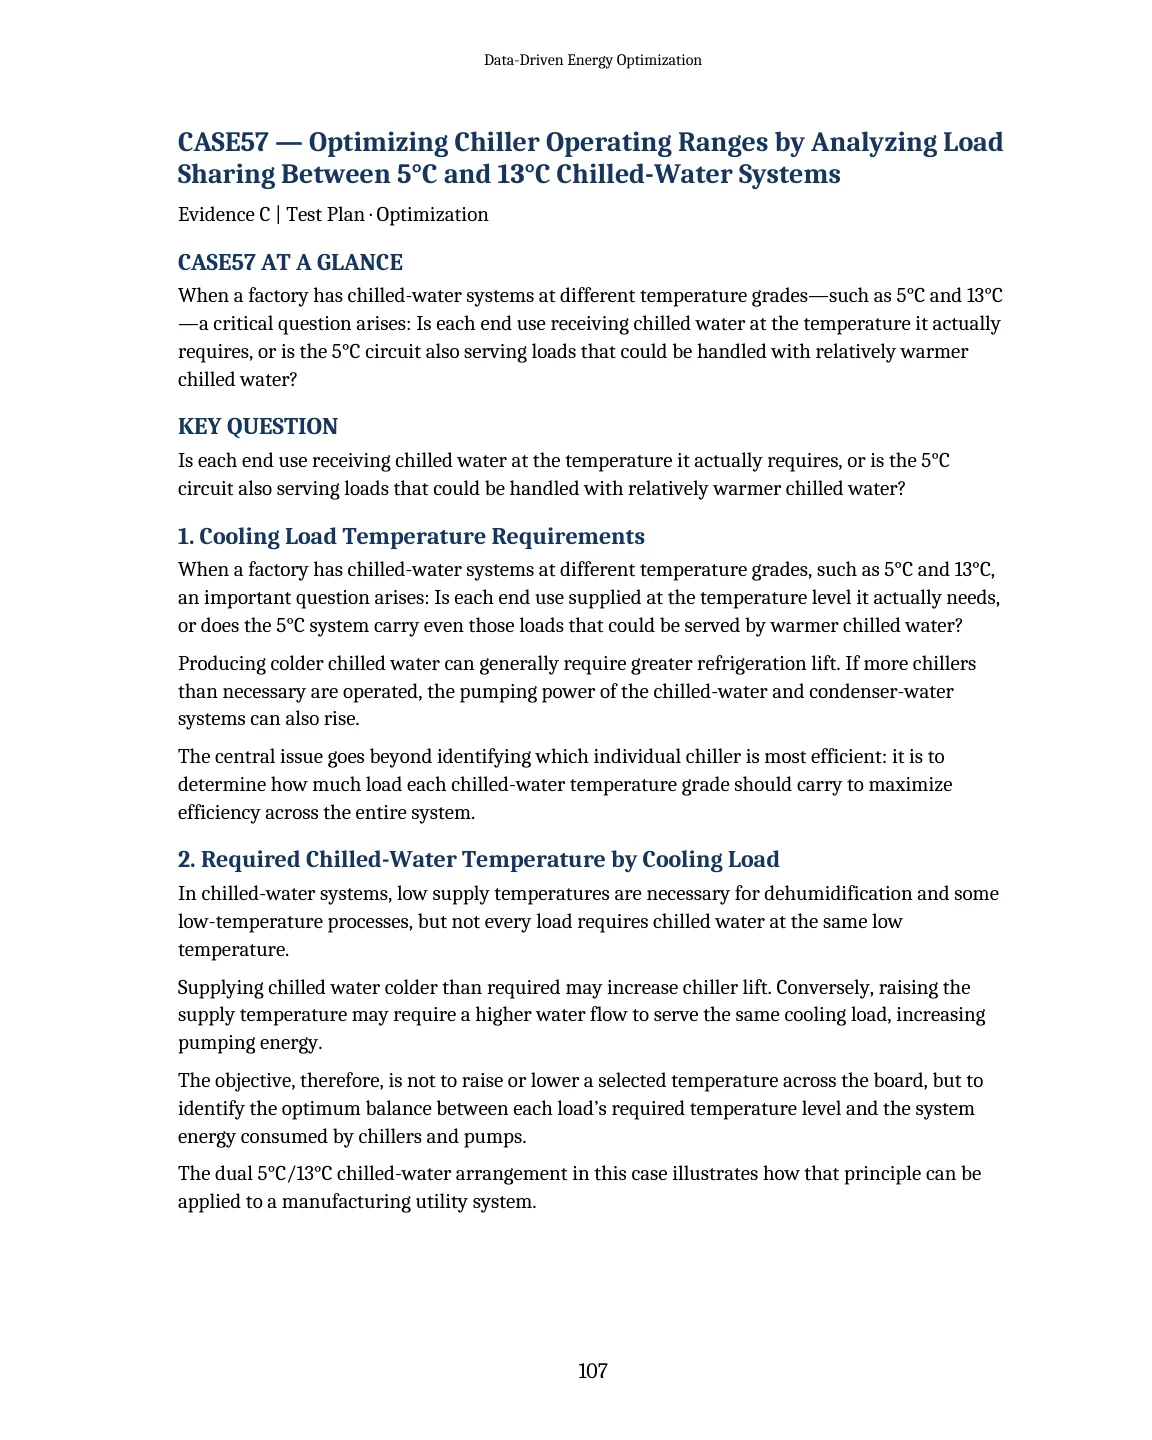 Data-Driven Energy Optimization
CASE57 — Optimizing Chiller Operating Ranges by Analyzing Load
Sharing Between 5°C and 13°C Chilled-Water Systems
Evidence C | Test Plan · Optimization
CASE57 AT A GLANCE
When a factory has chilled-water systems at different temperature grades—such as 5°C and 13°C
—a critical question arises: Is each end use receiving chilled water at the temperature it actually
requires, or is the 5°C circuit also serving loads that could be handled with relatively warmer
chilled water?
KEY QUESTION
Is each end use receiving chilled water at the temperature it actually requires, or is the 5°C
circuit also serving loads that could be handled with relatively warmer chilled water?
1. Cooling Load Temperature Requirements
When a factory has chilled-water systems at different temperature grades, such as 5°C and 13°C,
an important question arises: Is each end use supplied at the temperature level it actually needs,
or does the 5°C system carry even those loads that could be served by warmer chilled water?
Producing colder chilled water can generally require greater refrigeration lift. If more chillers
than necessary are operated, the pumping power of the chilled-water and condenser-water
systems can also rise.
The central issue goes beyond identifying which individual chiller is most efficient: it is to
determine how much load each chilled-water temperature grade should carry to maximize
efficiency across the entire system.
2. Required Chilled-Water Temperature by Cooling Load
In chilled-water systems, low supply temperatures are necessary for dehumidification and some
low-temperature processes, but not every load requires chilled water at the same low
temperature.
Supplying chilled water colder than required may increase chiller lift. Conversely, raising the
supply temperature may require a higher water flow to serve the same cooling load, increasing
pumping energy.
The objective, therefore, is not to raise or lower a selected temperature across the board, but to
identify the optimum balance between each load’s required temperature level and the system
energy consumed by chillers and pumps.
The dual 5°C/13°C chilled-water arrangement in this case illustrates how that principle can be
applied to a manufacturing utility system.
107